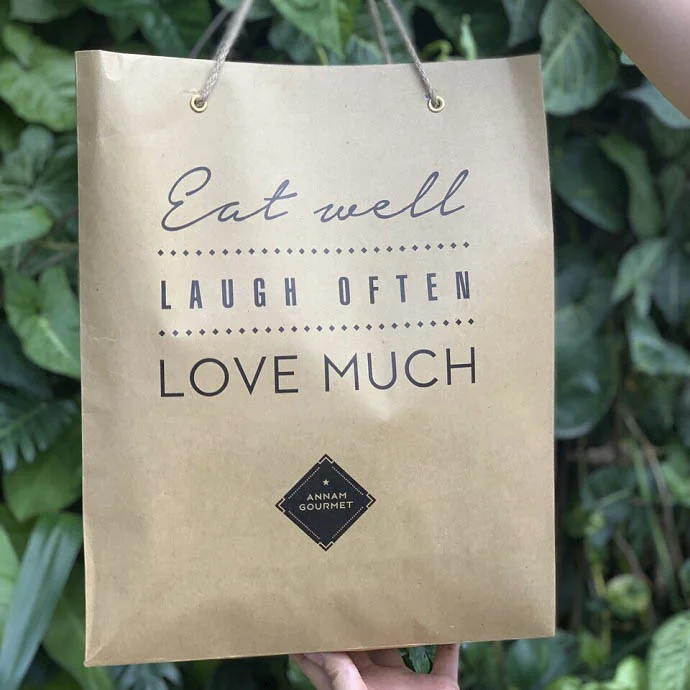 Eat well
LAUGH OFTEN
LOVE MUCH
ANNAM
GOURMET